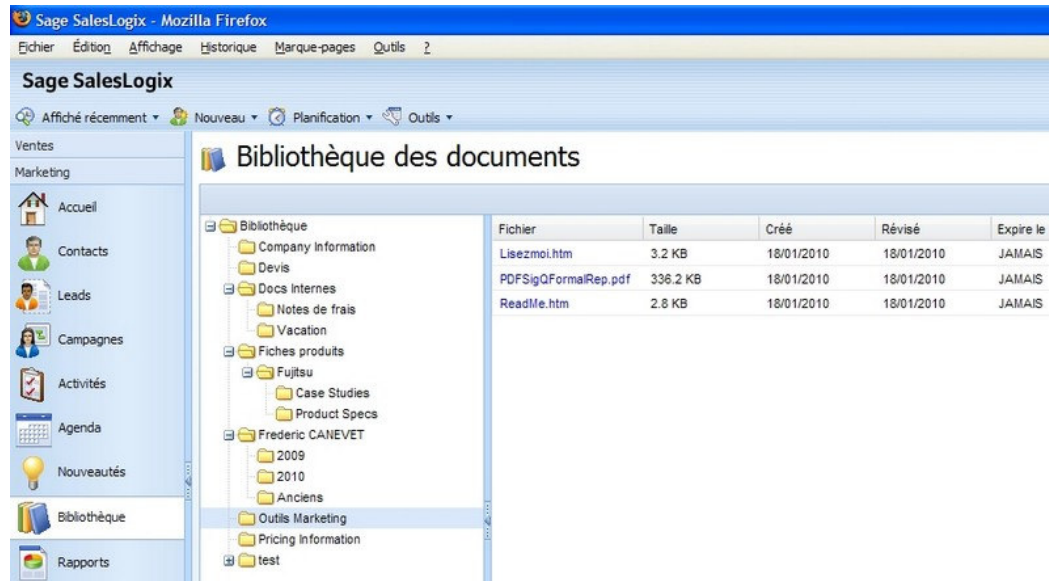 Sage SalesLogix - Mozilla Firefox
Fichier Édition Affichage Historique Marque-pages Outils ?
Sage SalesLogix
Affiché récemment Nouveau Planification Outils
Ventes
Marketing
Accueil
Contacts
Leads
Campagnes
Activités
Agenda
Nouveautés
Bibliothèque
Rapports
Bibliothèque des documents
Bibliothèque
Company Information
Devis
Docs Internes
Notes de frais
Vacation
Fiches produits
Fujitsu
Case Studies
Product Specs
Frederic CANEVET
2009
2010
Anciens
Outils Marketing
Pricing Information
test
Fichier Taille Créé Révisé Expire le
Lisezmoi.htm 3.2 KB 18/01/2010 18/01/2010 JAMAIS
PDFSigQFormalRep.pdf 336.2 KB 18/01/2010 18/01/2010 JAMAIS
ReadMe.htm 2.8 KB 18/01/2010 18/01/2010 JAMAIS